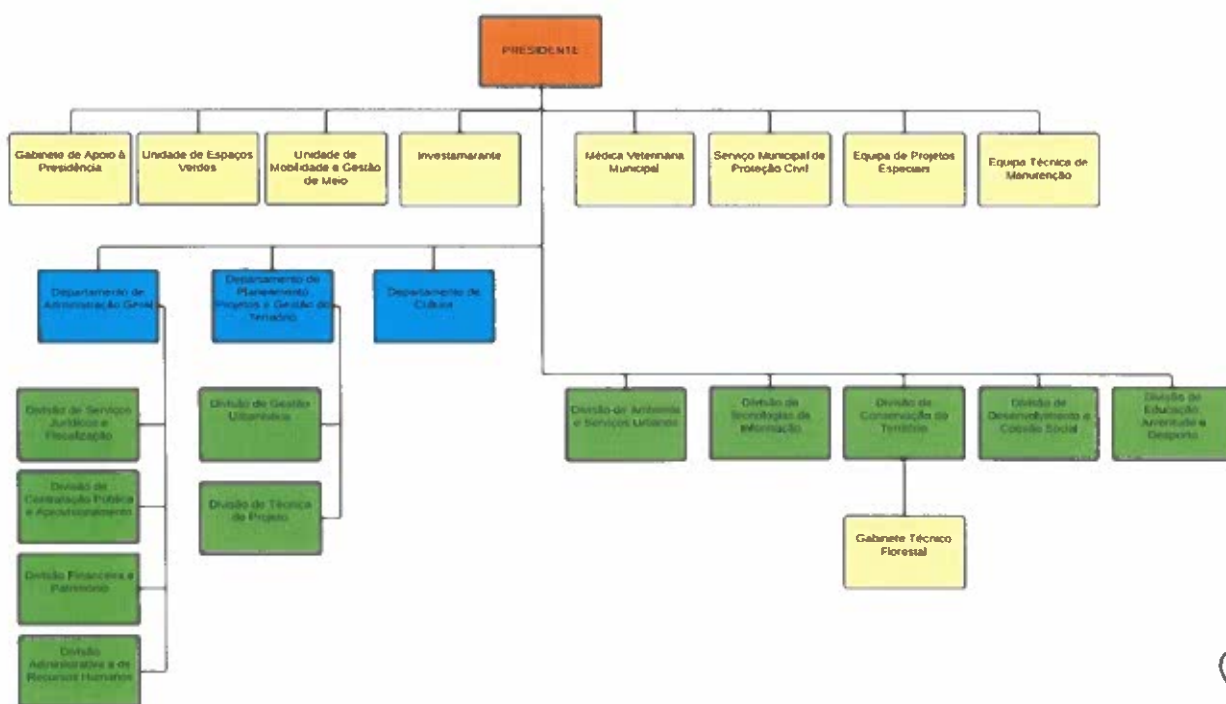 PRESIDENTE
Gabinete de Apoio à
Presidência
Unidade de Espaços
Verdes
Unidade de
Mobilidade e Gestão
de Meio
Investamarante
Médica Veterinária
Municipal
Serviço Municipal de
Proteção Civil
Equipa de Projetos
Especiais
Equipa Técnica de
Manutenção
Departamento de
Administração Geral
Departamento de
Planeamento,
Projetos e Gestão do
Território
Departamento de
Cultura
Divisão de Serviços
Jurídicos e
Fiscalização
Divisão de
Contratação Pública
e Aprovisionamento
Divisão Financeira e
Património
Divisão
Administrativa e de
Recursos Humanos
Divisão de Gestão
Urbanística
Divisão de Técnica
de Projeto
Divisão de Ambiente
e Serviços Urbanos
Divisão de
Tecnologias da
Informação
Divisão de
Conservação do
Território
Divisão de
Desenvolvimento e
Coesão Social
Divisão de
Educação,
Juventude e
Desporto
Gabinete Técnico
Florestal